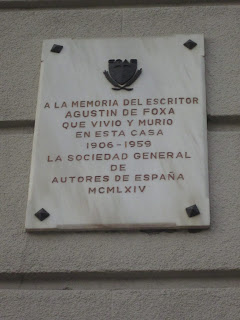 A LA MEMORIA DEL ESCRITOR
AGUSTIN DE FOXA
QUE VIVIO Y MURIO
EN ESTA CASA
1906-1959
LA SOCIEDAD GENERAL
DE
AUTORES DE ESPAÑA
MCMLXIV